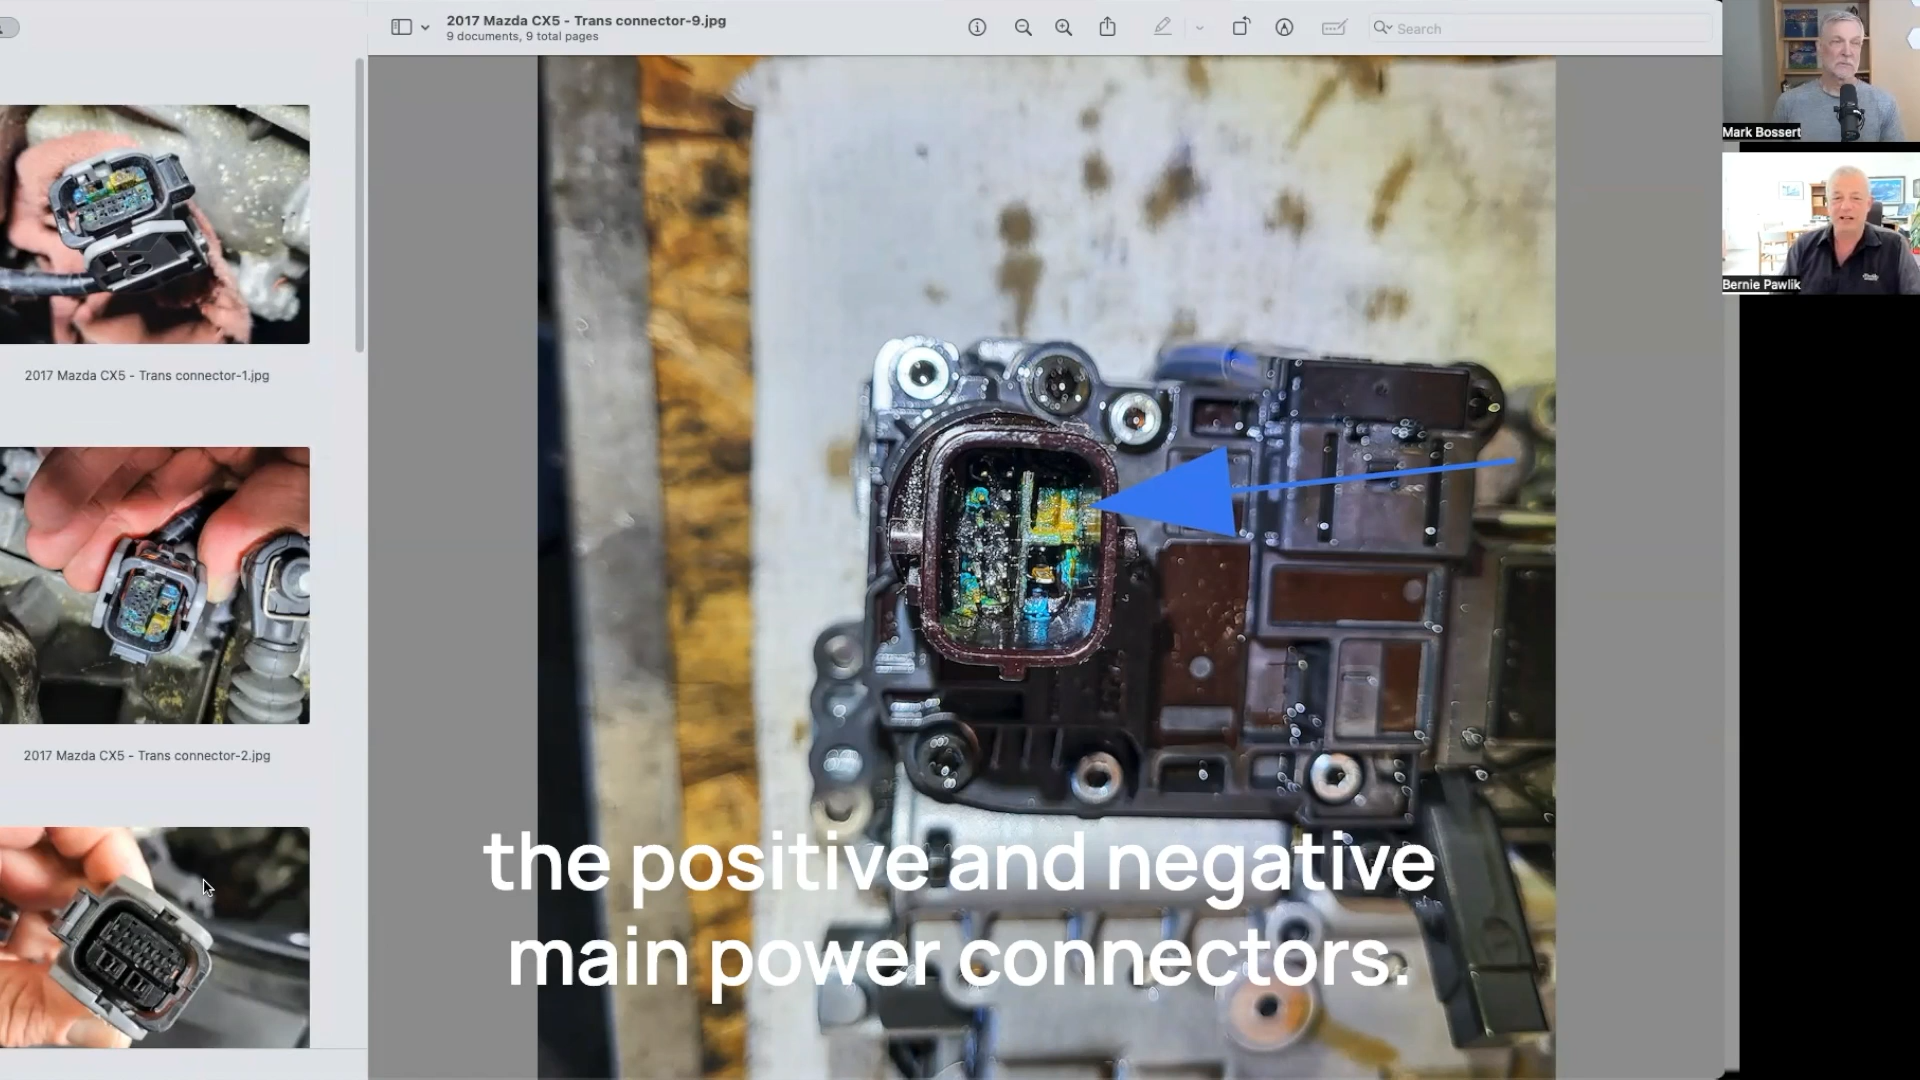 2017 Mazda CX5 - Trans connector-9.jpg
9 documents, 9 total pages
Search
2017 Mazda CX5 - Trans connector-1.jpg
2017 Mazda CX5 - Trans connector-2.jpg
Mark Bossert
Bernie Pawlik
the positive and negative
main power connectors.